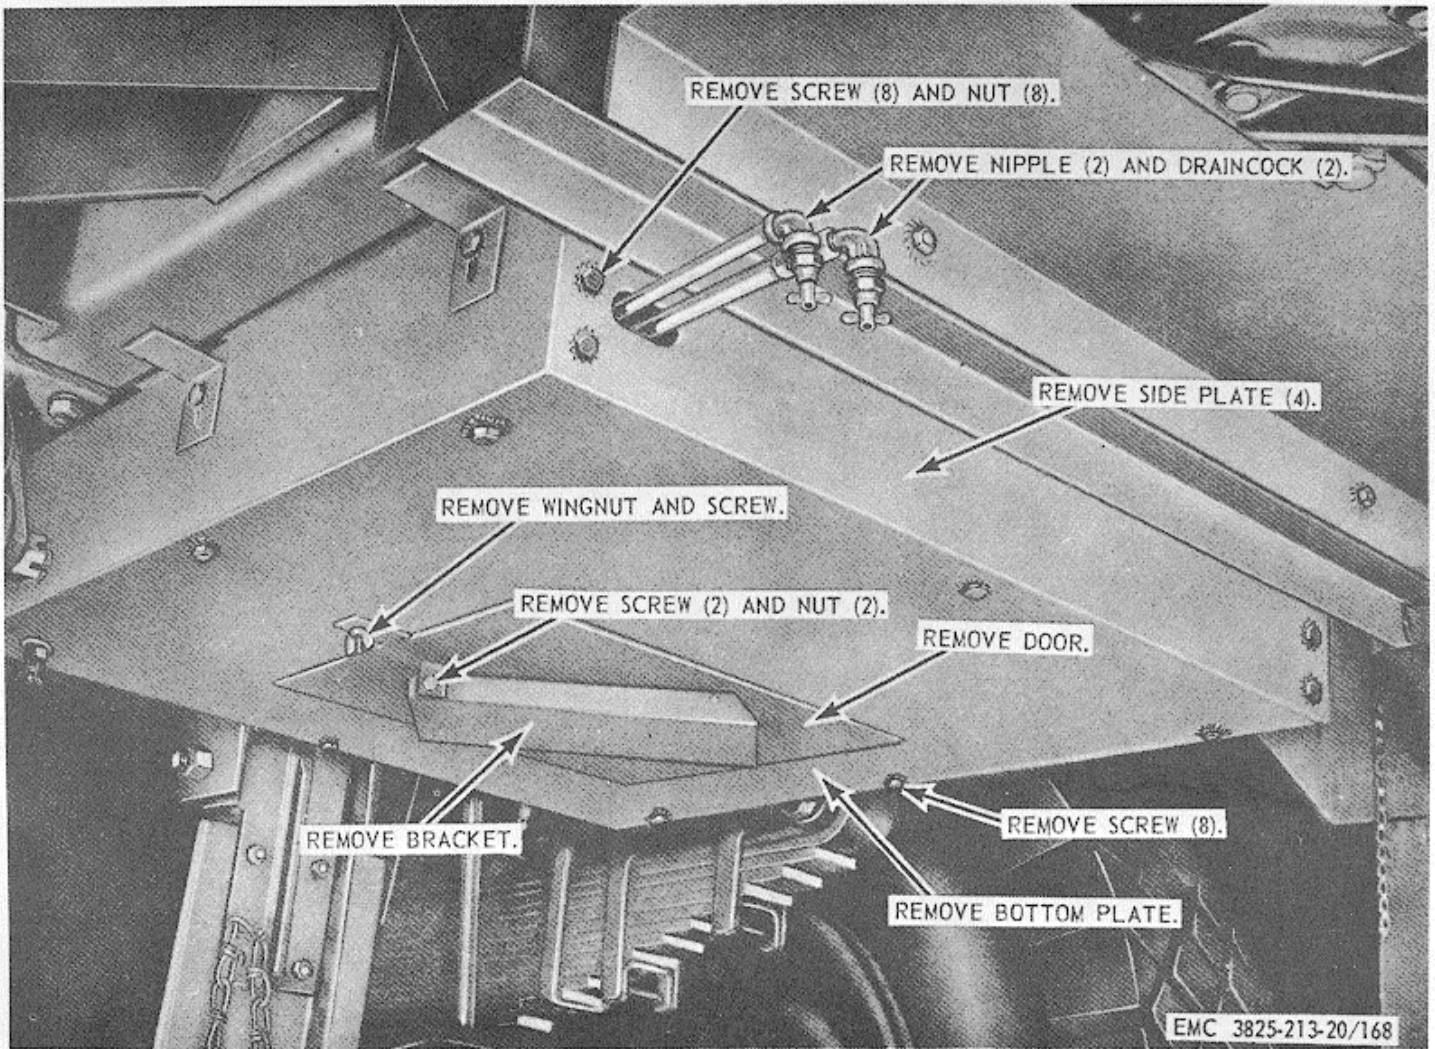 REMOVE SCREW (8) AND NUT (8).
REMOVE NIPPLE (2) AND DRAINCOCK (2).
REMOVE SIDE PLATE (4).
REMOVE WINGNUT AND SCREW.
REMOVE SCREW (2) AND NUT (2).
REMOVE DOOR.
REMOVE BRACKET.
REMOVE SCREW (8).
REMOVE BOTTOM PLATE.
EMC 3825-213-20/168